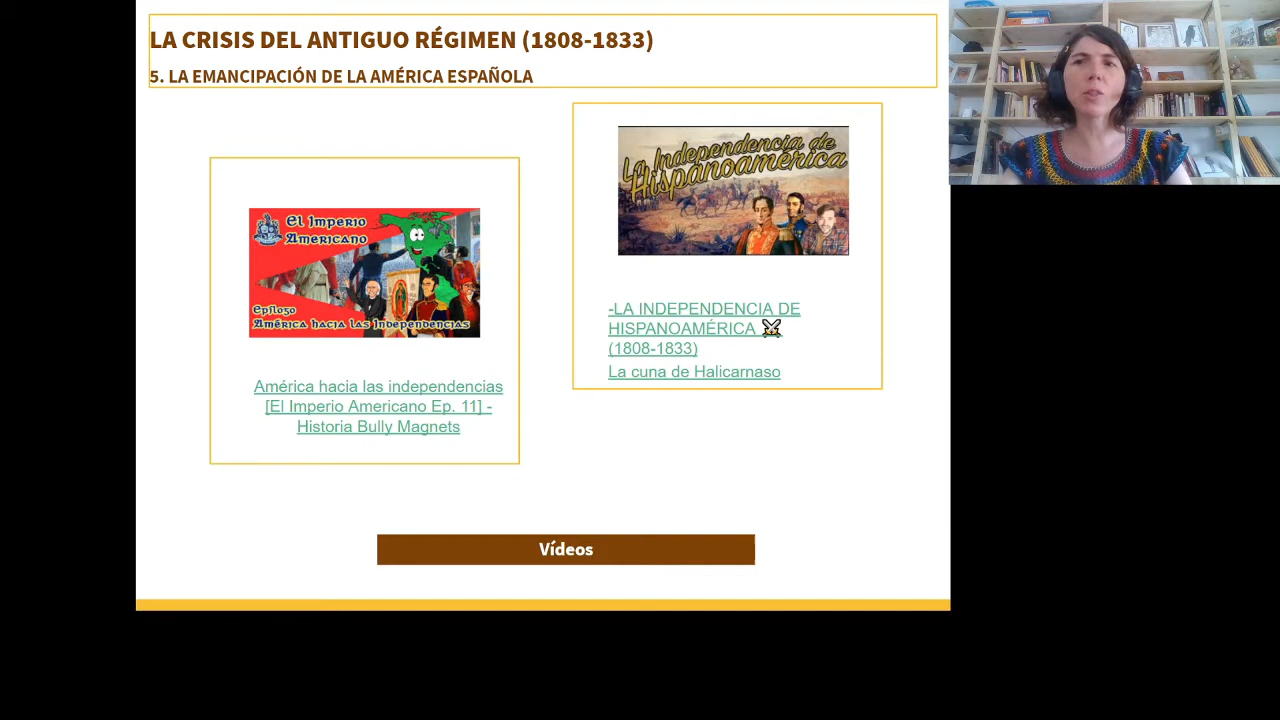 LA CRISIS DEL ANTIGUO RÉGIMEN (1808-1833)
5. LA EMANCIPACIÓN DE LA AMÉRICA ESPAÑOLA
El Imperio
Americano
Epílogo
América hacia las Independencias
América hacia las independencias
[El Imperio Americano Ep. 11] -
Historia Bully Magnets
La Independencia de
Hispanoamérica
-LA INDEPENDENCIA DE
HISPANOAMÉRICA ⚔
(1808-1833)
La cuna de Halicarnaso
Vídeos